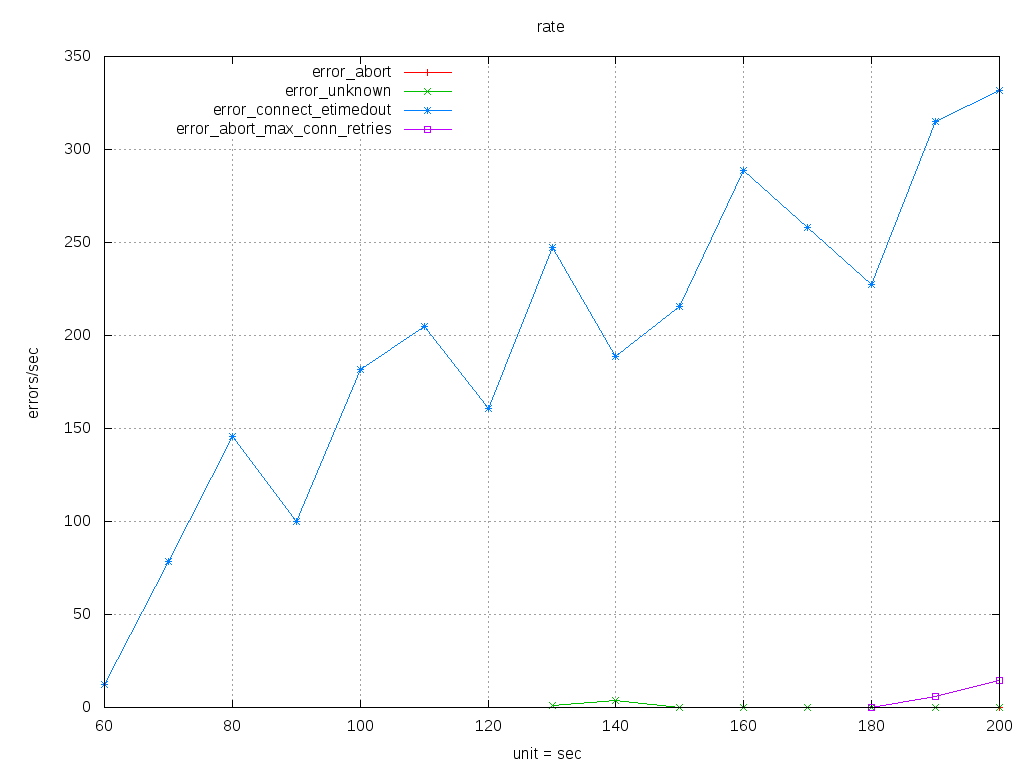 rate
350
300
250
200
150
100
50
0
errors/sec
error_abort
error_unknown
error_connect_etimedout
error_abort_max_conn_retries
60 80 100 120 140 160 180 200
unit = sec